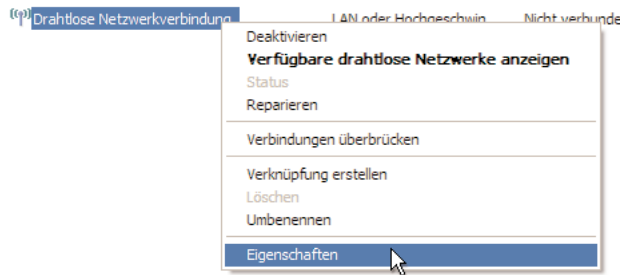 Drahtlose Netzwerkverbindung LAN oder Hochgeschwin... Nicht verbunde
Deaktivieren
Verfügbare drahtlose Netzwerke anzeigen
Status
Reparieren
Verbindungen überbrücken
Verknüpfung erstellen
Löschen
Umbenennen
Eigenschaften